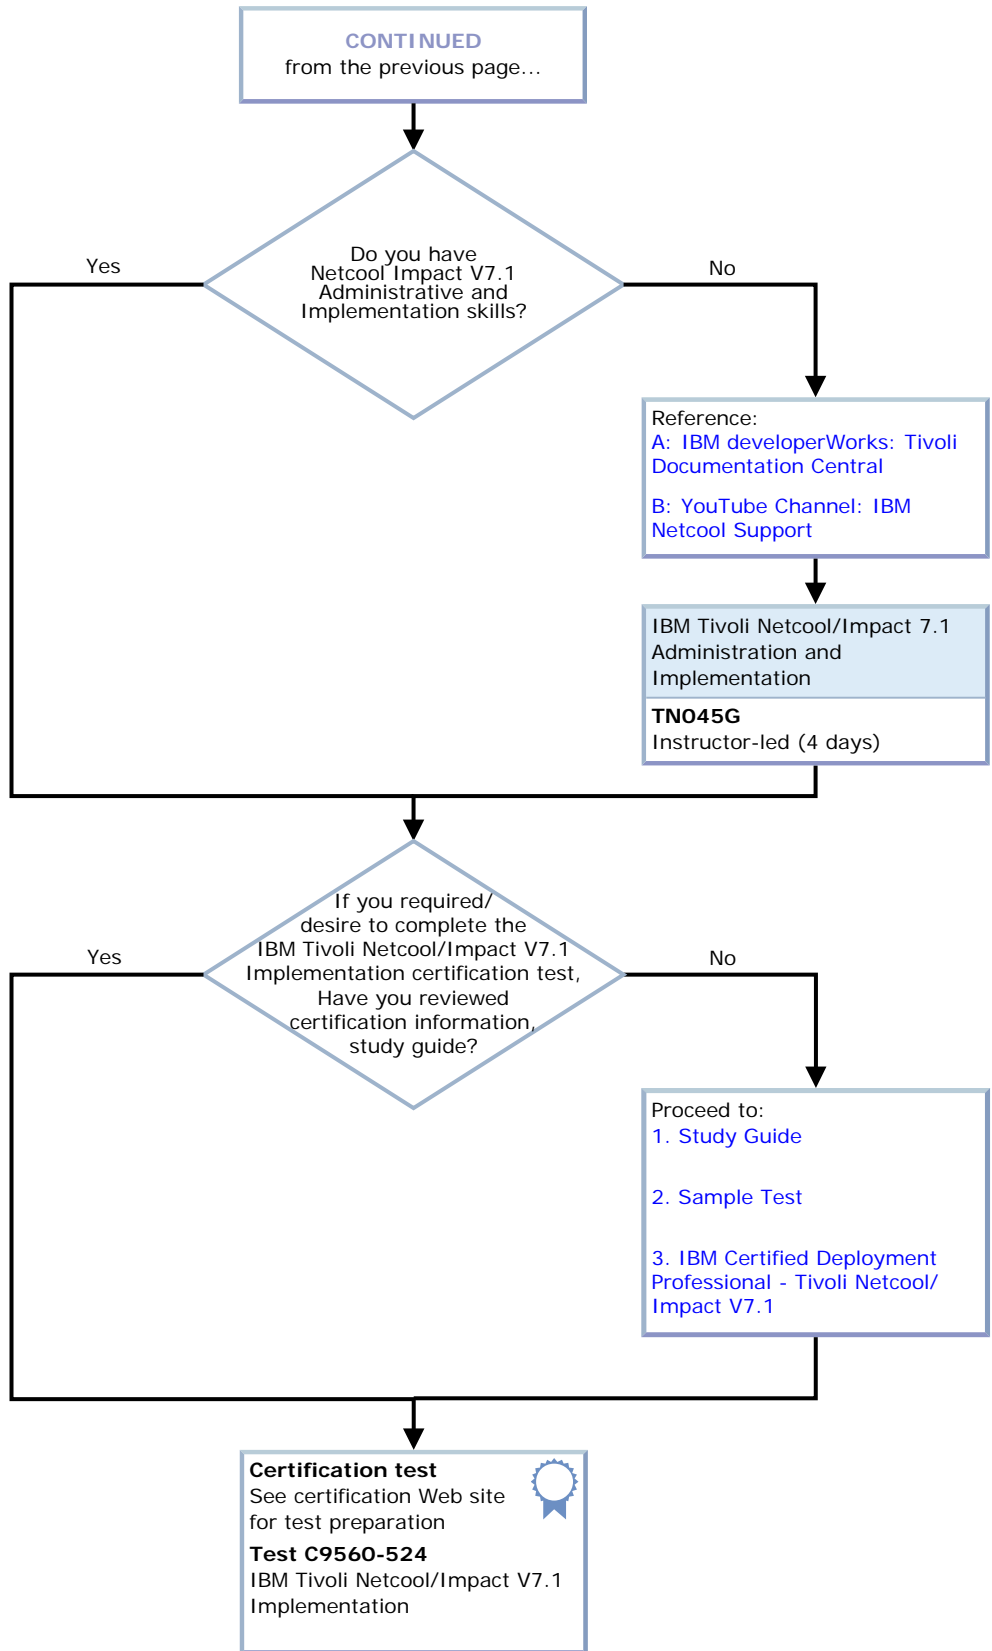 CONTINUED
from the previous page...
Do you have
Netcool Impact V7.1
Administrative and
Implementation skills?
Yes
No
Reference:
A: IBM developerWorks: Tivoli
Documentation Central
B: YouTube Channel: IBM
Netcool Support
IBM Tivoli Netcool/Impact 7.1
Administration and
Implementation
TN045G
Instructor-led (4 days)
If you required/
desire to complete the
IBM Tivoli Netcool/Impact V7.1
Implementation certification test,
Have you reviewed
certification information,
study guide?
Yes
No
Proceed to:
1. Study Guide
2. Sample Test
3. IBM Certified Deployment
Professional - Tivoli Netcool/
Impact V7.1
Certification test
See certification Web site
for test preparation
Test C9560-524
IBM Tivoli Netcool/Impact V7.1
Implementation